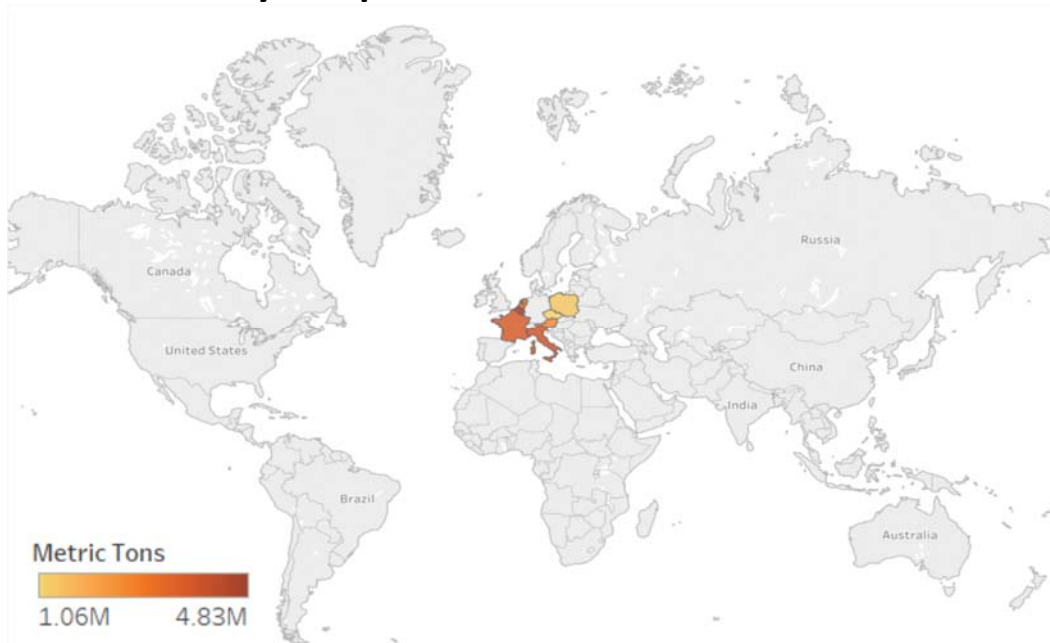 Russia
Canada
United States
China
India
Brazil
Australia
Metric Tons
1.06M 4.83M